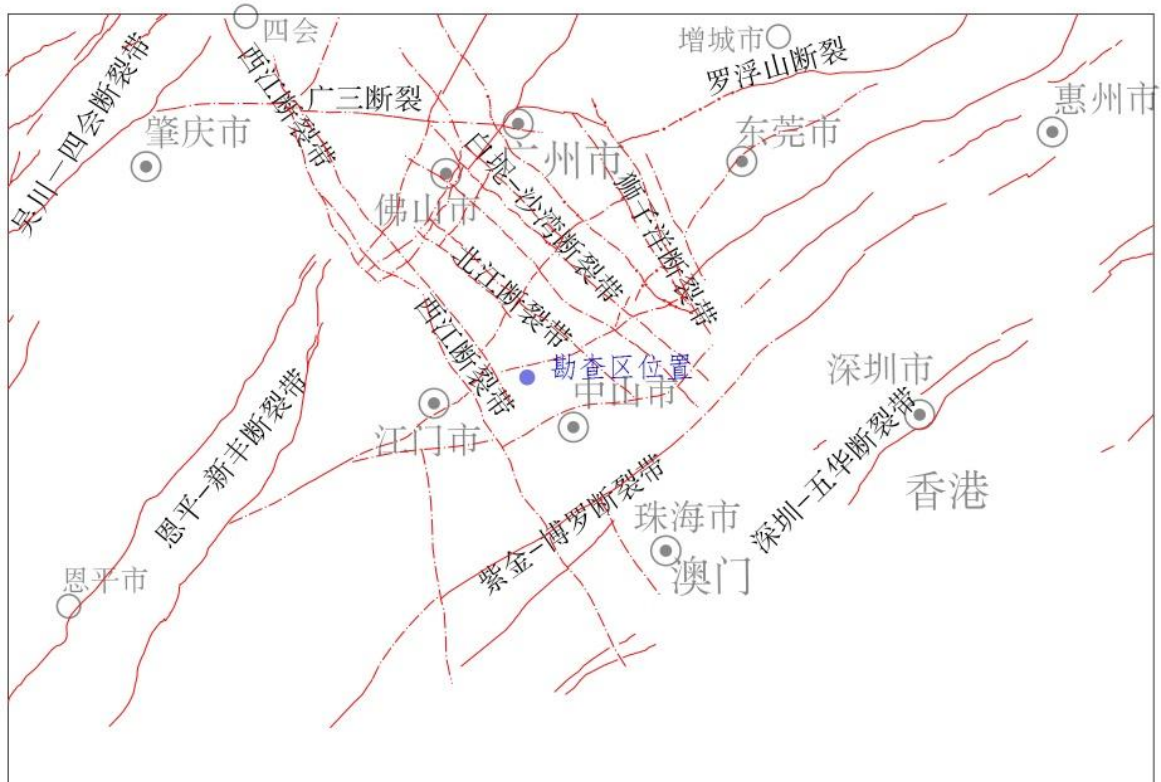 四会
增城市
罗浮山断裂
吴川—四会断裂带
西江断裂带
广三断裂
惠州市
肇庆市
广州市
东莞市
白坭-沙湾断裂带
狮子洋断裂带
佛山市
北江断裂带
西江断裂带
勘查区位置
深圳市
中山市
江门市
恩平-新丰断裂带
紫金-博罗断裂带
深圳-五华断裂带
香港
珠海市
澳门
恩平市